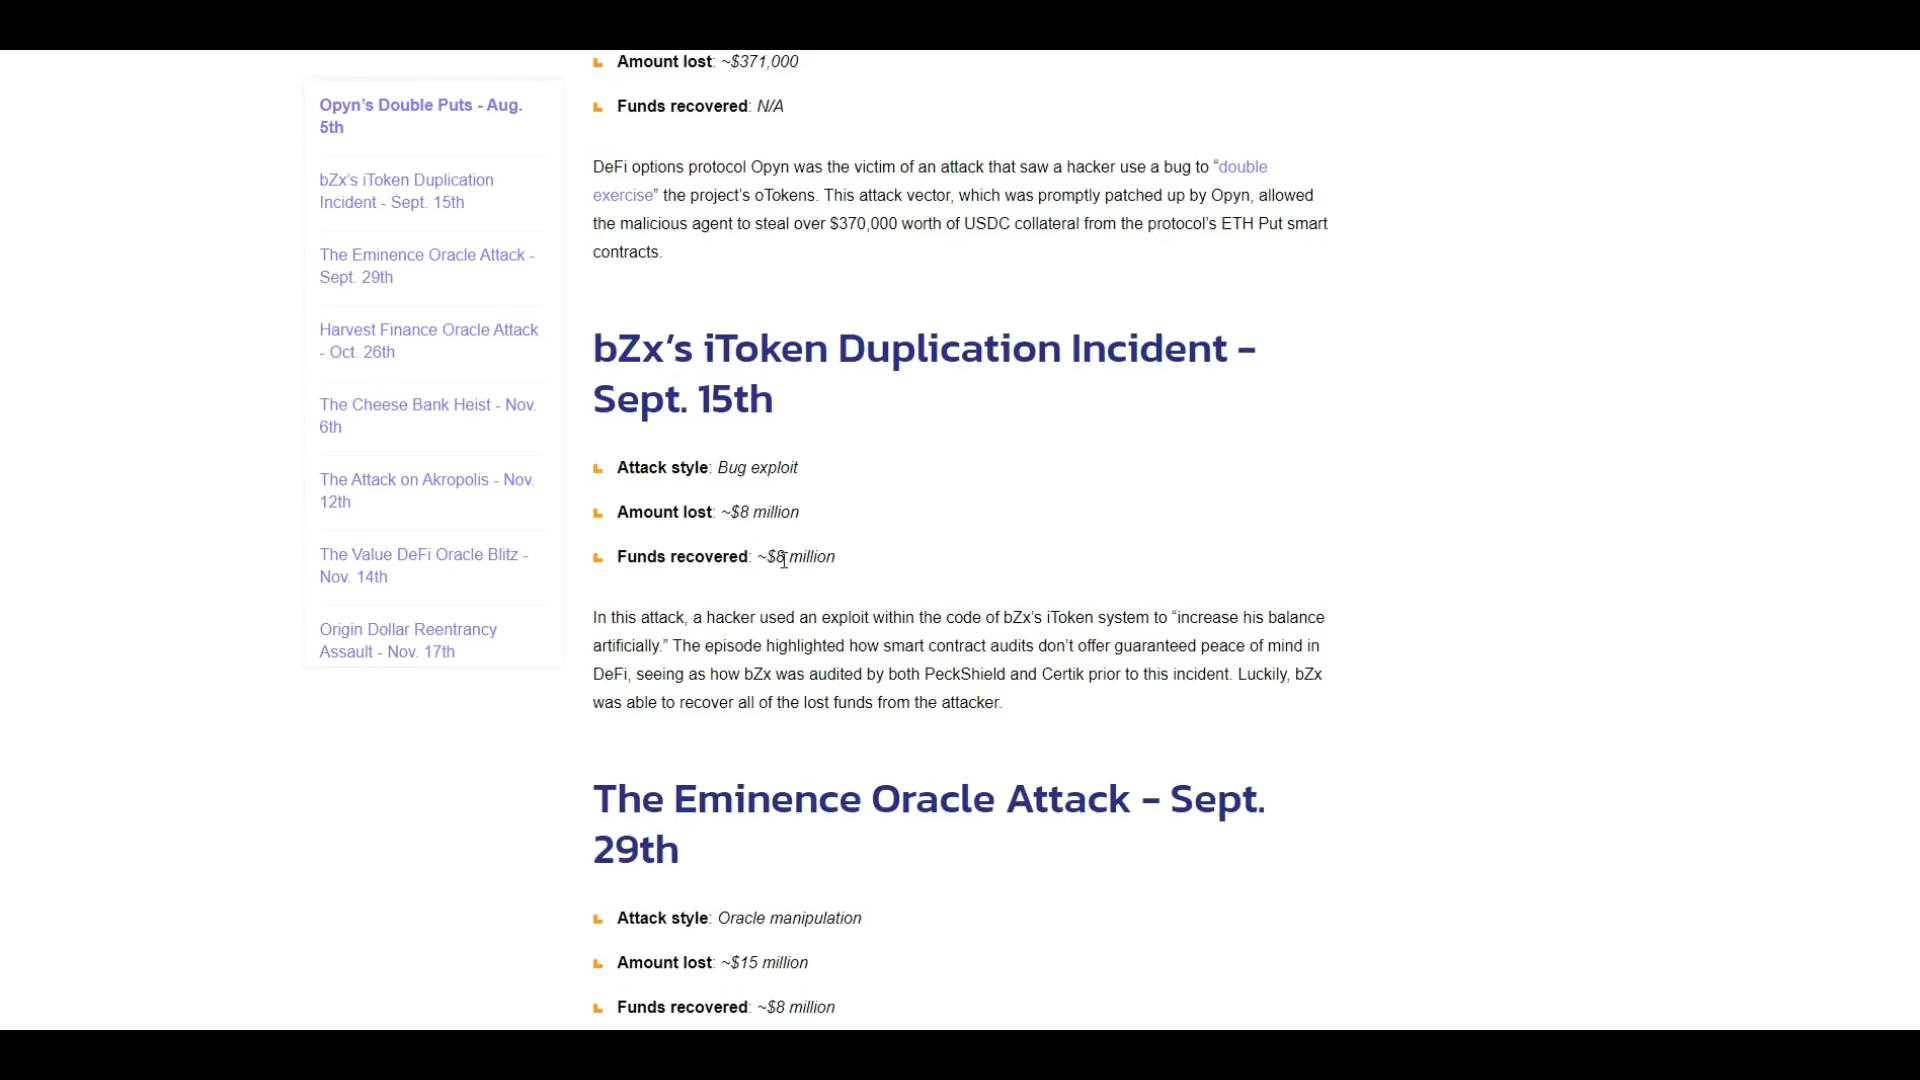 Opyn’s Double Puts - Aug.
5th
bZx’s iToken Duplication
Incident - Sept. 15th
The Eminence Oracle Attack -
Sept. 29th
Harvest Finance Oracle Attack
- Oct. 26th
The Cheese Bank Heist - Nov.
6th
The Attack on Akropolis - Nov.
12th
The Value DeFi Oracle Blitz -
Nov. 14th
Origin Dollar Reentrancy
Assault - Nov. 17th
Amount lost: ~$371,000
Funds recovered: N/A
DeFi options protocol Opyn was the victim of an attack that saw a hacker use a bug to “double
exercise” the project’s oTokens. This attack vector, which was promptly patched up by Opyn, allowed
the malicious agent to steal over $370,000 worth of USDC collateral from the protocol’s ETH Put smart
contracts.
bZx’s iToken Duplication Incident -
Sept. 15th
Attack style: Bug exploit
Amount lost: ~$8 million
Funds recovered: ~$8 million
In this attack, a hacker used an exploit within the code of bZx’s iToken system to “increase his balance
artificially.” The episode highlighted how smart contract audits don’t offer guaranteed peace of mind in
DeFi, seeing as how bZx was audited by both PeckShield and Certik prior to this incident. Luckily, bZx
was able to recover all of the lost funds from the attacker.
The Eminence Oracle Attack - Sept.
29th
Attack style: Oracle manipulation
Amount lost: ~$15 million
Funds recovered: ~$8 million